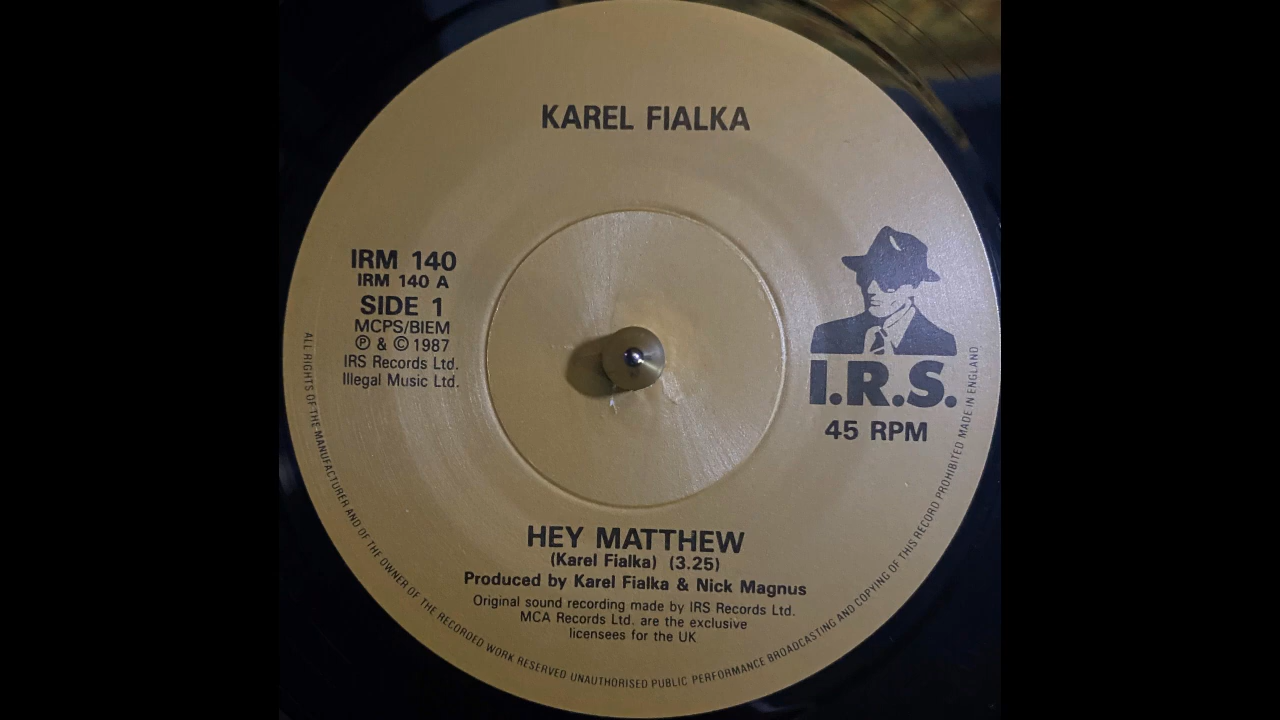 KAREL FIALKA
IRM 140
IRM 140 A
SIDE 1
MCPS/BIEM
Ⓟ & © 1987
IRS Records Ltd.
Illegal Music Ltd.
I.R.S.
45 RPM
HEY MATTHEW
(Karel Fialka) (3.25)
Produced by Karel Fialka & Nick Magnus
Original sound recording made by IRS Records Ltd.
MCA Records Ltd. are the exclusive
licensees for the UK
ALL RIGHTS OF THE MANUFACTURER AND OF THE OWNER OF THE RECORDED WORK RESERVED UNAUTHORISED PUBLIC PERFORMANCE BROADCASTING AND COPYING OF THIS RECORD PROHIBITED MADE IN ENGLAND